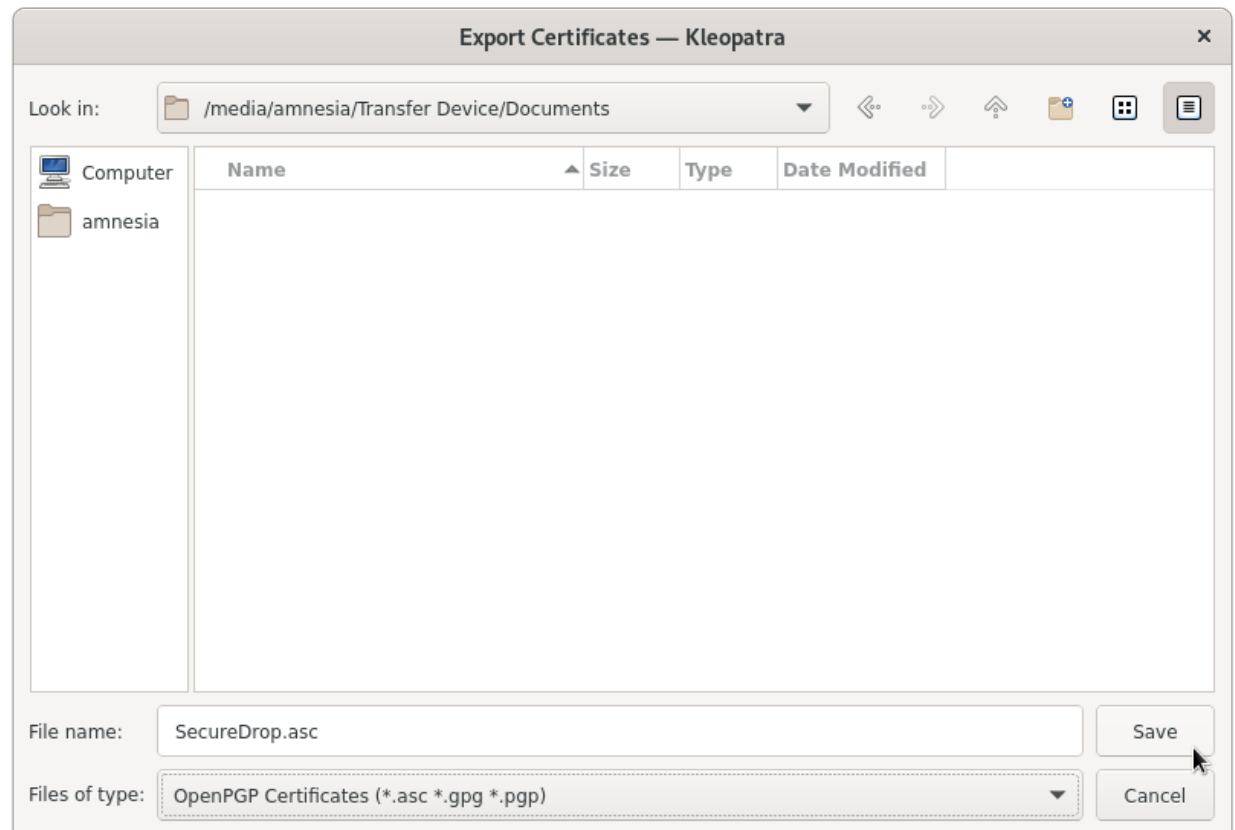 Export Certificates — Kleopatra
Look in: /media/amnesia/Transfer Device/Documents
Computer
amnesia
Name Size Type Date Modified
File name: SecureDrop.asc Save
Files of type: OpenPGP Certificates (*.asc *.gpg *.pgp) Cancel